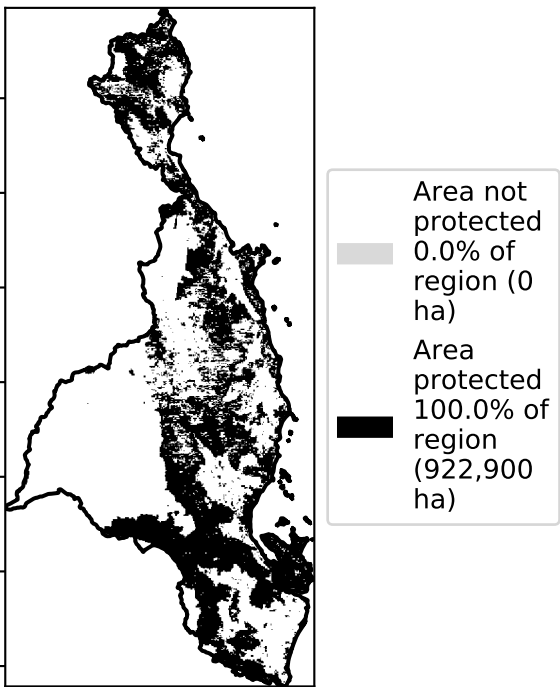 Area not
protected
0.0% of
region (0
ha)
Area
protected
100.0% of
region
(922,900
ha)